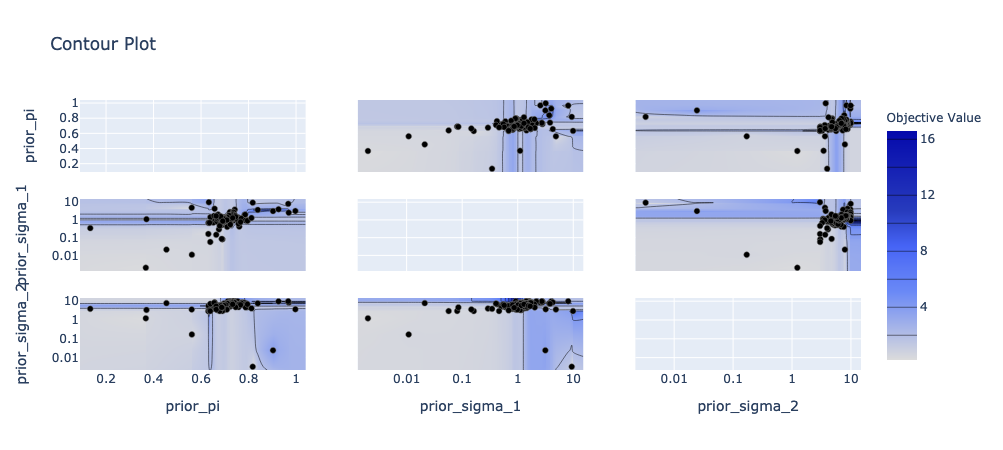 Contour Plot
Objective Value
prior_pi
1
0.8
0.6
0.4
0.2
16
12
8
4
prior_sigma_1
10
1
0.1
0.01
prior_sigma_2
10
1
0.1
0.01
0.2 0.4 0.6 0.8 1
0.01 0.1 1 10
0.01 0.1 1 10
prior_pi prior_sigma_1 prior_sigma_2